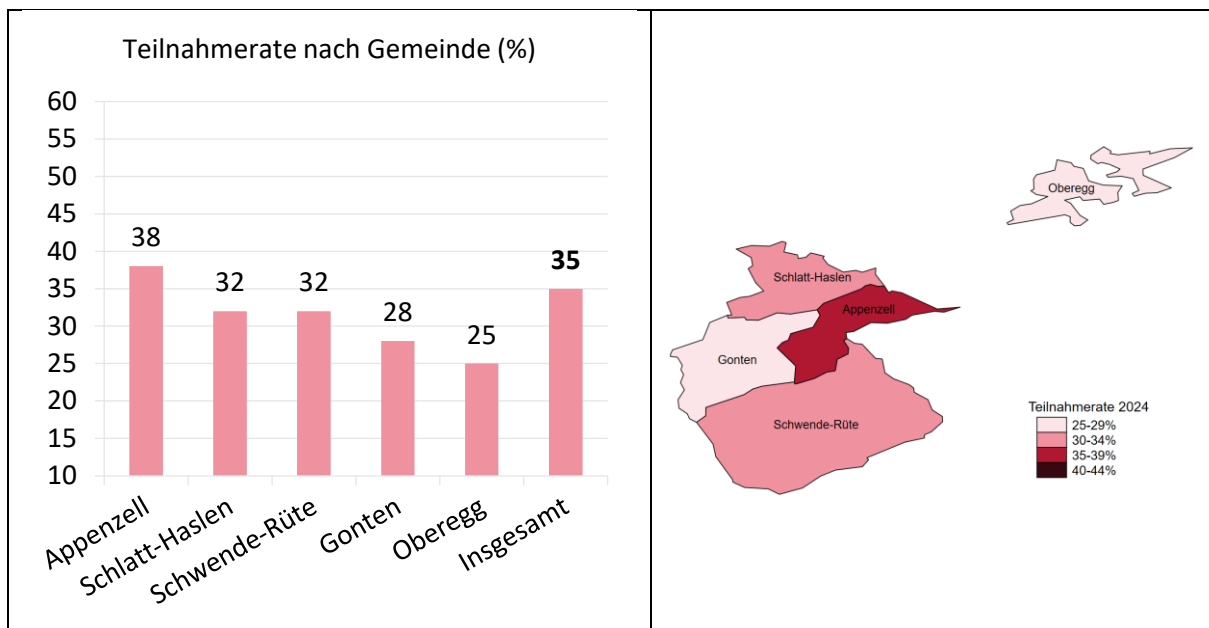 Teilnahmerate nach Gemeinde (%)
60
55
50
45
40
35
30
25
20
15
10
38
32
32
28
25
35
Appenzell
Schlatt-Haslen
Schwende-Rüte
Gonten
Oberegg
Insgesamt
Oberegg
Schlatt-Haslen
Appenzell
Gonten
Schwende-Rüte
Teilnahmerate 2024
25-29%
30-34%
35-39%
40-44%